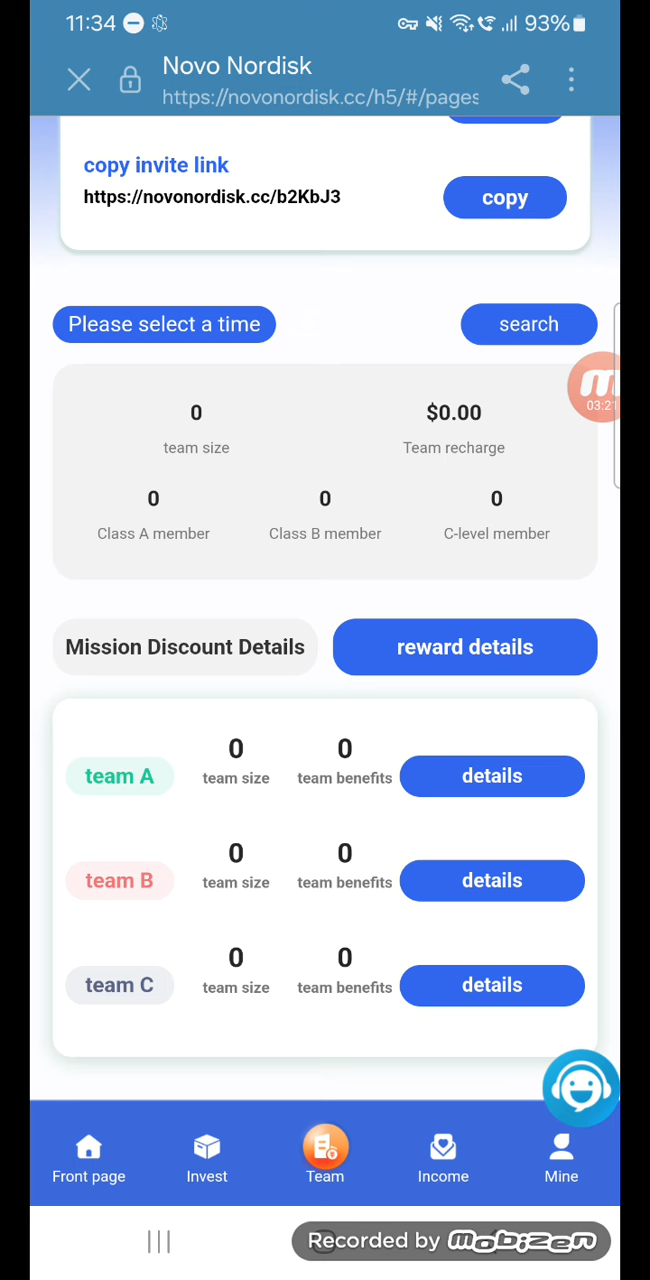 11:34 93%
Novo Nordisk
https://novonordisk.cc/h5/#/pages
copy invite link
https://novonordisk.cc/b2KbJ3 copy
Please select a time search
03:21
0 $0.00
team size Team recharge
0 0 0
Class A member Class B member C-level member
Mission Discount Details reward details
0 0
team A team size team benefits details
0 0
team B team size team benefits details
0 0
team C team size team benefits details
Front page Invest Team Income Mine
Recorded by mobizen